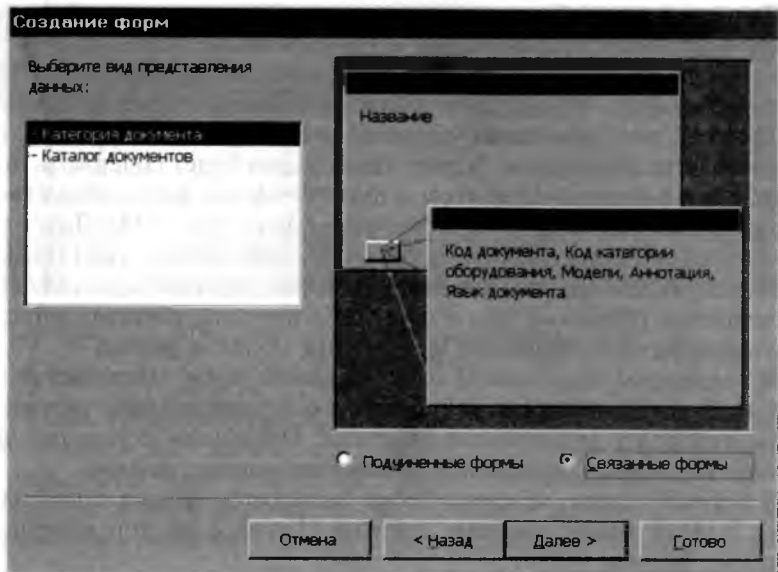 Создание форм
Выберите вид представления
данных:
- Категория документа
- Каталог документов
Название
Код документа, Код категории
оборудования, Модели, Аннотация,
Язык документа
Подчиненные формы
Связанные формы
Отмена
< Назад
Далее >
Готово